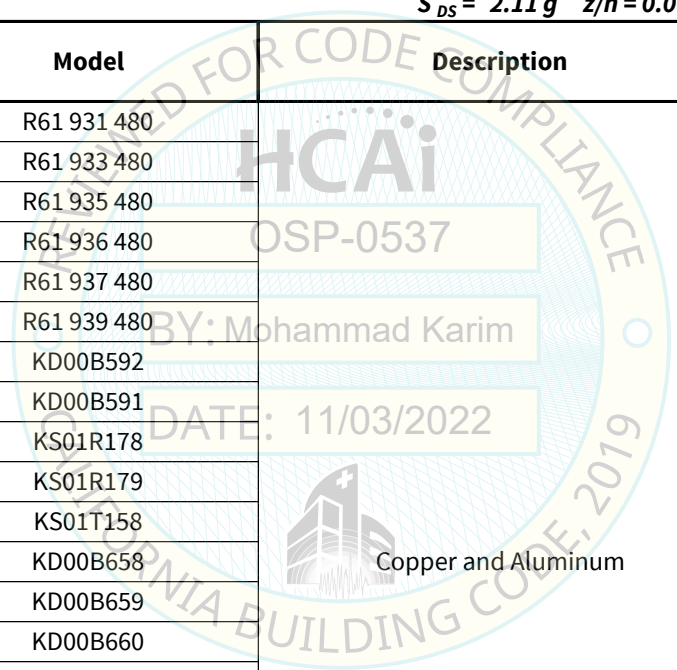 S DS = 2.11 g z/h = 0.0
Model Description
R61 931 480
R61 933 480
R61 935 480
R61 936 480
R61 937 480
R61 939 480
KD00B592
KD00B591
KS01R178
KS01R179
KS01T158
KD00B658 Copper and Aluminum
KD00B659
KD00B660
REVIEWED FOR CODE COMPLIANCE
HCAi
OSP-0537
BY: Mohammad Karim
DATE: 11/03/2022
CALIFORNIA BUILDING CODE, 2019